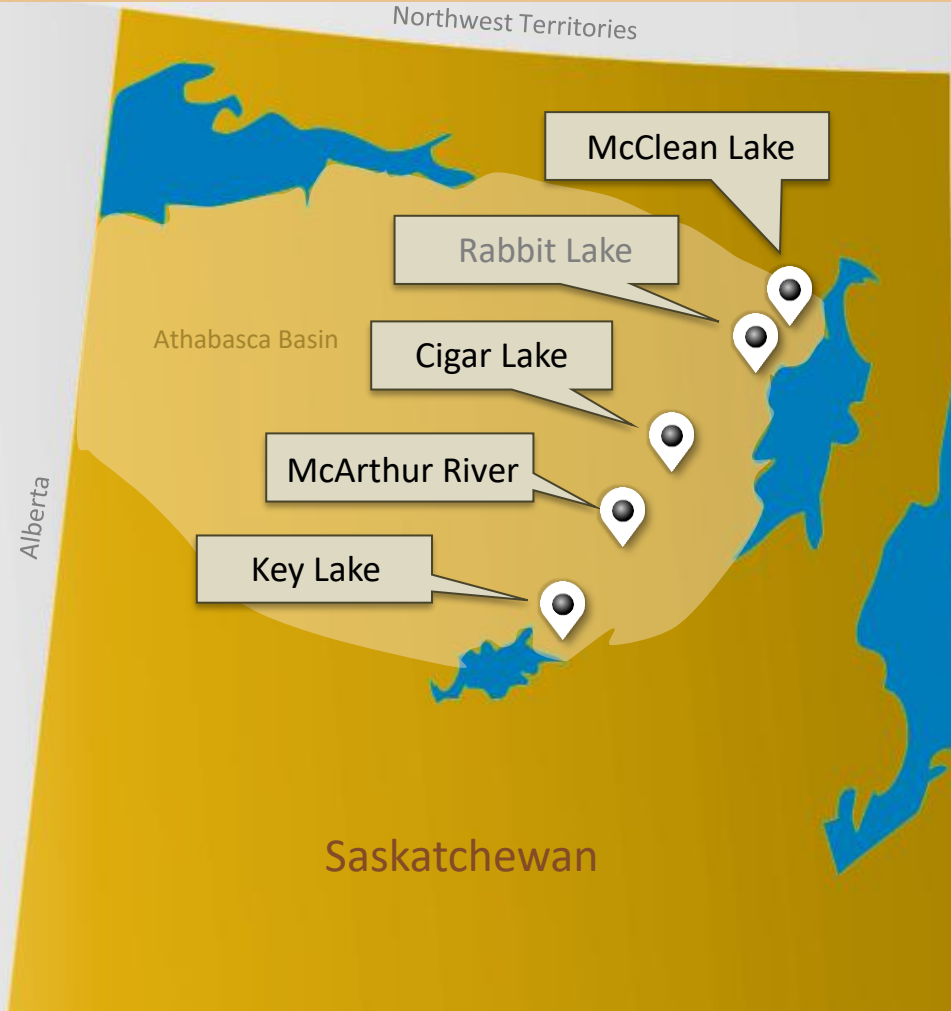 Northwest Territories
McClean Lake
Rabbit Lake
Athabasca Basin
Cigar Lake
McArthur River
Alberta
Key Lake
Saskatchewan